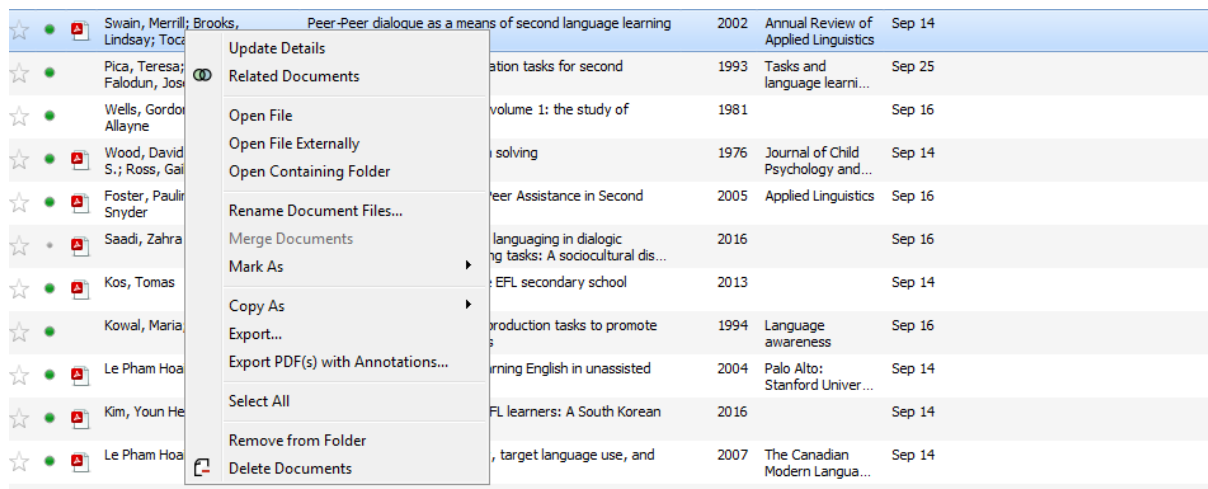 Swain, Merrill; Brooks, Peer-Peer dialogue as a means of second language learning 2002 Annual Review of Sep 14
Lindsay; Toca Applied Linguistics
Update Details
Pica, Teresa; ation tasks for second 1993 Tasks and Sep 25
Related Documents
Falodun, Jos language learni...
Wells, Gordo volume 1: the study of 1981 Sep 16
Open File
Allayne
Open File Externally
Wood, David solving 1976 Journal of Child Sep 14
S.; Ross, Gai Psychology and...
Open Containing Folder
Foster, Paulin Peer Assistance in Second 2005 Applied Linguistics Sep 16
Snyder
Rename Document Files...
Saadi, Zahra languaging in dialogic 2016 Sep 16
Merge Documents
ng tasks: A sociocultural dis...
Mark As
Kos, Tomas EFL secondary school 2013 Sep 14
Copy As
Kowal, Maria; production tasks to promote 1994 Language Sep 16
Export...
s awareness
Export PDF(s) with Annotations...
Le Pham Hoa arning English in unassisted 2004 Palo Alto: Sep 14
Stanford Univer...
Select All
Kim, Youn He FL learners: A South Korean 2016 Sep 14
Remove from Folder
Le Pham Hoa , target language use, and 2007 The Canadian Sep 14
Delete Documents
Modern Langua...